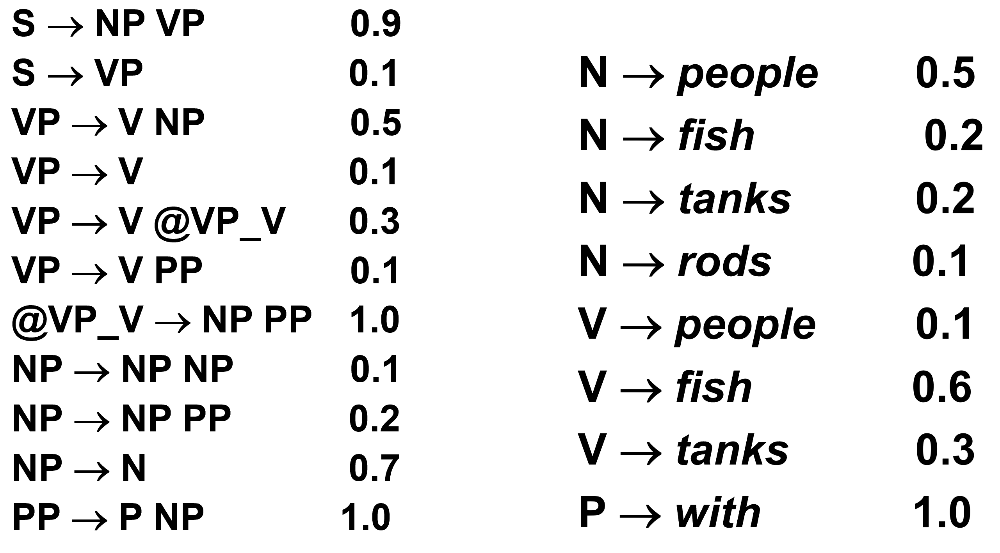 S → NP VP 0.9
S → VP 0.1
VP → V NP 0.5
VP → V 0.1
VP → V @VP_V 0.3
VP → V PP 0.1
@VP_V → NP PP 1.0
NP → NP NP 0.1
NP → NP PP 0.2
NP → N 0.7
PP → P NP 1.0
N → people 0.5
N → fish 0.2
N → tanks 0.2
N → rods 0.1
V → people 0.1
V → fish 0.6
V → tanks 0.3
P → with 1.0